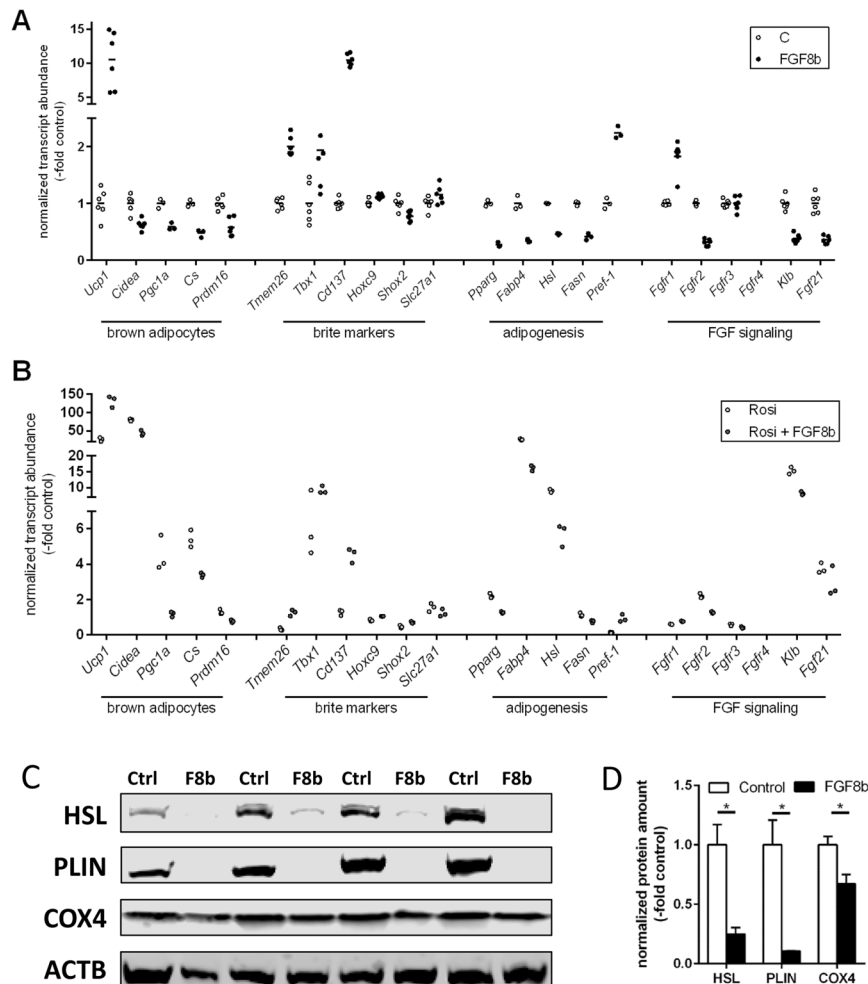 A
C
FGF8b
normalized transcript abundance
(-fold control)
15
10
5
2
1
0
Ucp1 Cidea Pgc1a Cs Prdm16 Tmem26 Tbx1 Cd137 Hoxc9 Shox2 Slc27a1 Pparg Fabp4 Hsl Fasn Pref-1 Fgfr1 Fgfr2 Fgfr3 Fgfr4 Klb Fgf21
brown adipocytes brite markers adipogenesis FGF signaling
B
Rosi
Rosi + FGF8b
normalized transcript abundance
(-fold control)
150
100
50
20
15
10
6
4
2
0
Ucp1 Cidea Pgc1a Cs Prdm16 Tmem26 Tbx1 Cd137 Hoxc9 Shox2 Slc27a1 Pparg Fabp4 Hsl Fasn Pref-1 Fgfr1 Fgfr2 Fgfr3 Fgfr4 Klb Fgf21
brown adipocytes brite markers adipogenesis FGF signaling
C
Ctrl F8b Ctrl F8b Ctrl F8b Ctrl F8b
HSL
PLIN
COX4
ACTB
D
Control FGF8b
normalized protein amount
(-fold control)
1.5
1.0
0.5
0.0
* * *
HSL PLIN COX4